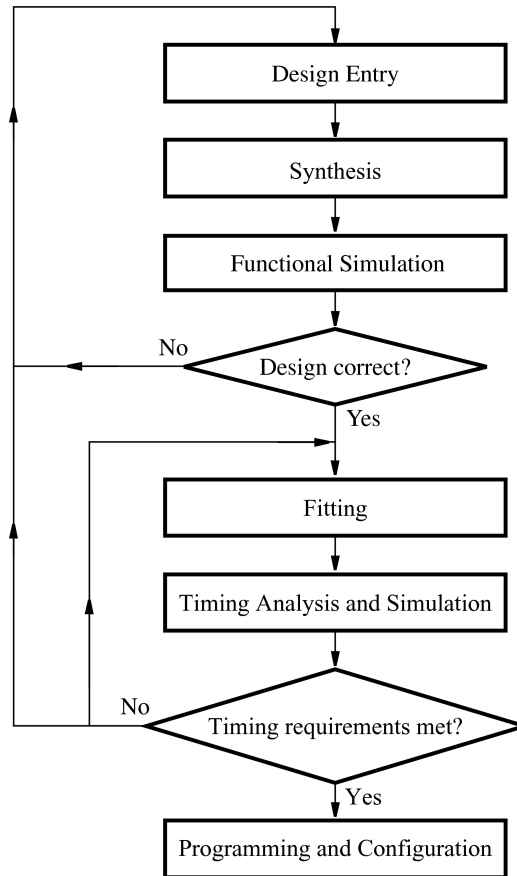 Design Entry
Synthesis
Functional Simulation
No
Design correct?
Yes
Fitting
Timing Analysis and Simulation
No
Timing requirements met?
Yes
Programming and Configuration